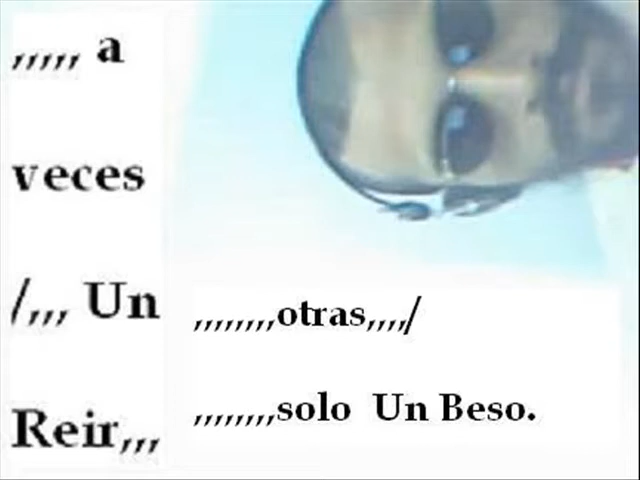 ,,,,, a
veces
/,,, Un
Reir,,,
,,,,,,,,otras,,,,/
,,,,,,,,solo Un Beso.